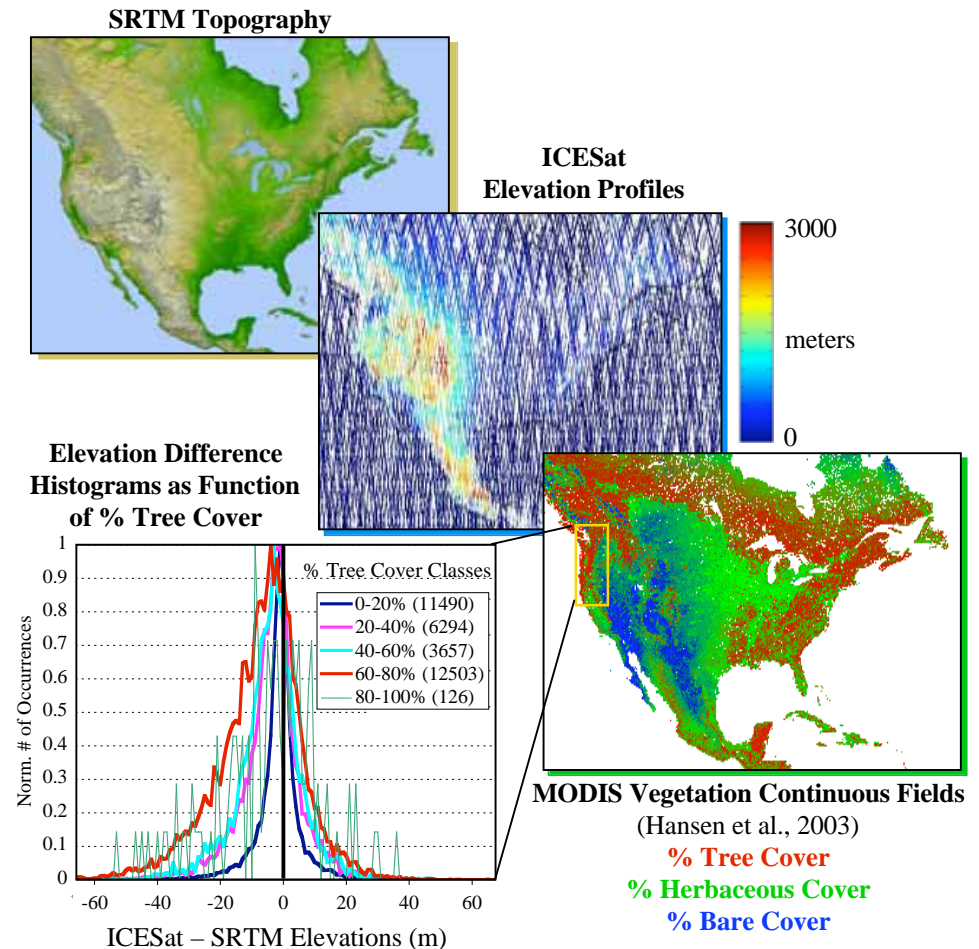 SRTM Topography
ICESat
Elevation Profiles
3000
meters
0
Elevation Difference
Histograms as Function
of % Tree Cover
1
0.9
0.8
0.7
0.6
0.5
0.4
0.3
0.2
0.1
0
Norm. # of Occurrences
% Tree Cover Classes
0-20% (11490)
20-40% (6294)
40-60% (3657)
60-80% (12503)
80-100% (126)
-60 -40 -20 0 20 40 60
ICESat – SRTM Elevations (m)
MODIS Vegetation Continuous Fields
(Hansen et al., 2003)
% Tree Cover
% Herbaceous Cover
% Bare Cover